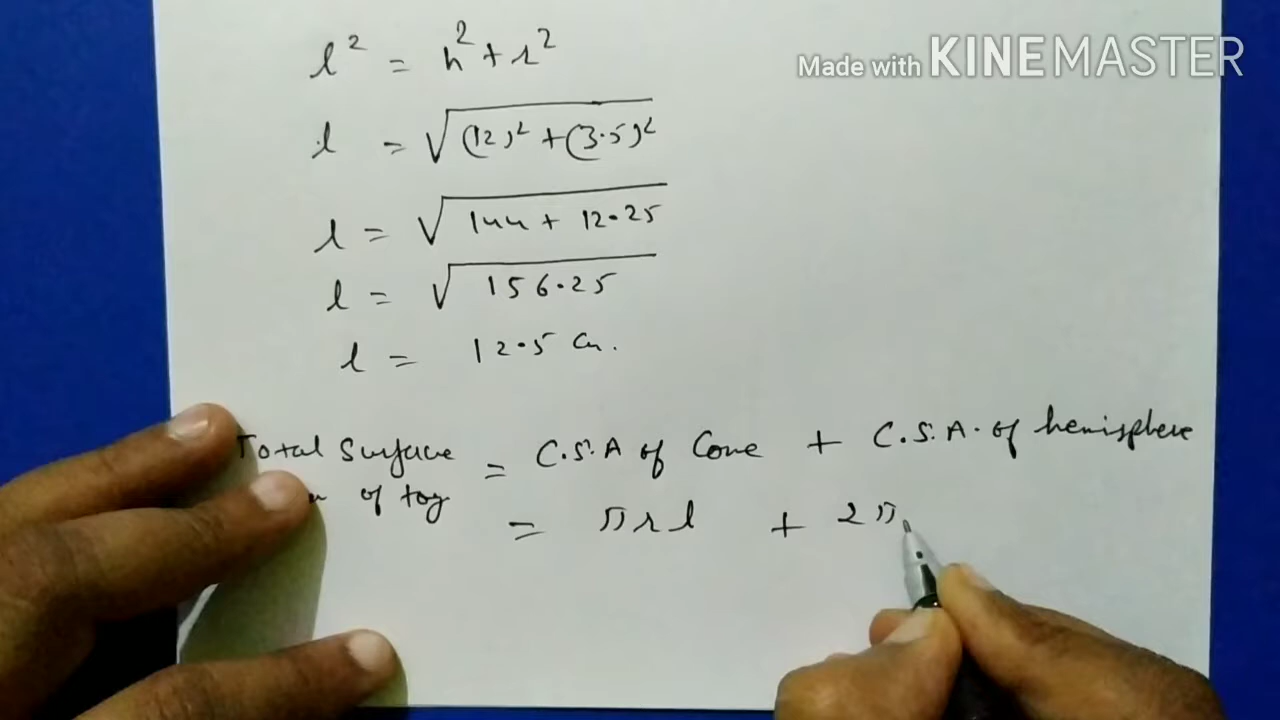 Made with KINEMASTER
l² = h² + r²
l = √(12)² + (3.5)²
l = √144 + 12.25
l = √156.25
l = 12.5 cm.
Total Surface = C.S.A of Cone + C.S.A. of hemisphere
of toy
= πrl + 2π